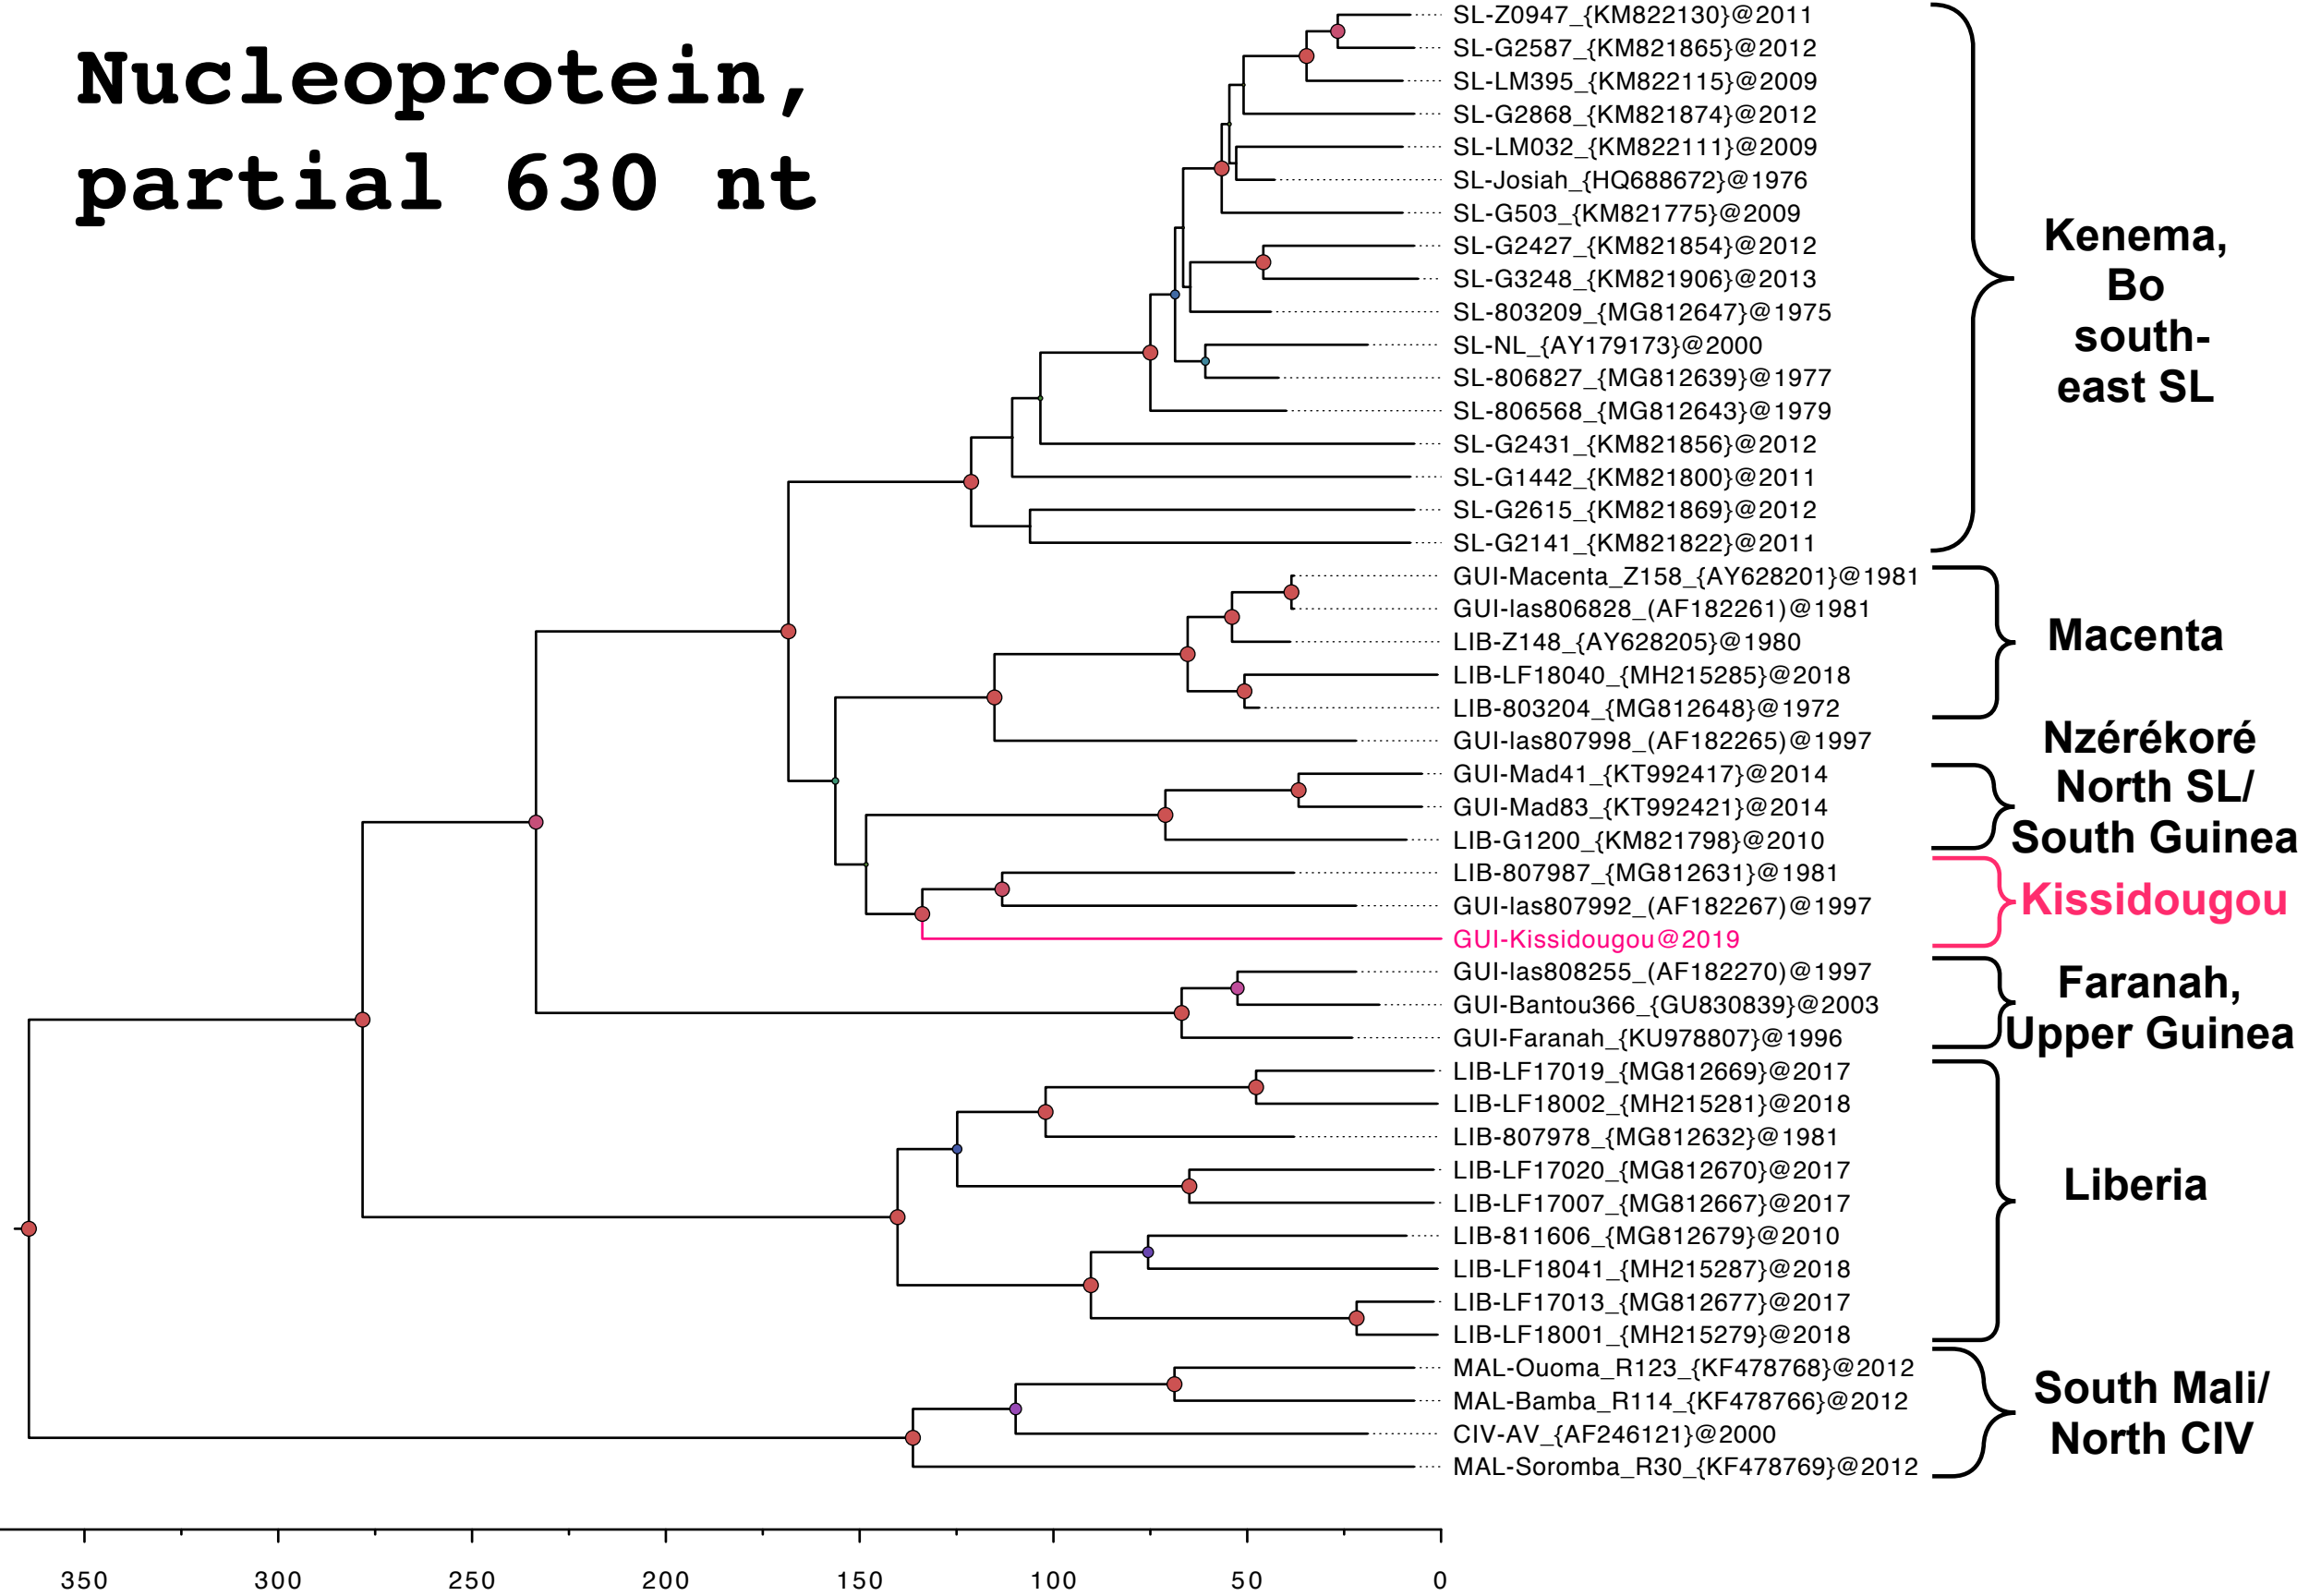 Nucleoprotein,
partial 630 nt
SL-Z0947_{KM822130}@2011
SL-G2587_{KM821865}@2012
SL-LM395_{KM822115}@2009
SL-G2868_{KM821874}@2012
SL-LM032_{KM822111}@2009
SL-Josiah_{HQ688672}@1976
SL-G503_{KM821775}@2009
SL-G2427_{KM821854}@2012
SL-G3248_{KM821906}@2013
SL-803209_{MG812647}@1975
SL-NL_{AY179173}@2000
SL-806827_{MG812639}@1977
SL-806568_{MG812643}@1979
SL-G2431_{KM821856}@2012
SL-G1442_{KM821800}@2011
SL-G2615_{KM821869}@2012
SL-G2141_{KM821822}@2011
GUI-Macenta_Z158_{AY628201}@1981
GUI-las806828_(AF182261)@1981
LIB-Z148_{AY628205}@1980
LIB-LF18040_{MH215285}@2018
LIB-803204_{MG812648}@1972
GUI-las807998_(AF182265)@1997
GUI-Mad41_{KT992417}@2014
GUI-Mad83_{KT992421}@2014
LIB-G1200_{KM821798}@2010
LIB-807987_{MG812631}@1981
GUI-las807992_(AF182267)@1997
GUI-Kissidougou@2019
GUI-las808255_(AF182270)@1997
GUI-Bantou366_{GU830839}@2003
GUI-Faranah_{KU978807}@1996
LIB-LF17019_{MG812669}@2017
LIB-LF18002_{MH215281}@2018
LIB-807978_{MG812632}@1981
LIB-LF17020_{MG812670}@2017
LIB-LF17007_{MG812667}@2017
LIB-811606_{MG812679}@2010
LIB-LF18041_{MH215287}@2018
LIB-LF17013_{MG812677}@2017
LIB-LF18001_{MH215279}@2018
MAL-Ouoma_R123_{KF478768}@2012
MAL-Bamba_R114_{KF478766}@2012
CIV-AV_{AF246121}@2000
MAL-Soromba_R30_{KF478769}@2012
Kenema,
Bo
south-
east SL
Macenta
Nzérékoré
North SL/
South Guinea
Kissidougou
Faranah,
Upper Guinea
Liberia
South Mali/
North CIV
350 300 250 200 150 100 50 0